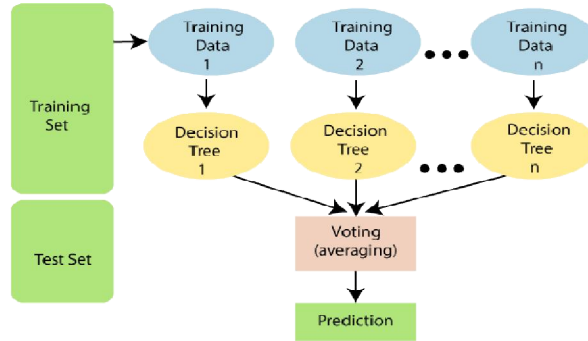 Training
Set
Training
Data
1
Training
Data
2
Training
Data
n
Decision
Tree
1
Decision
Tree
2
Decision
Tree
n
Test Set
Voting
(averaging)
Prediction